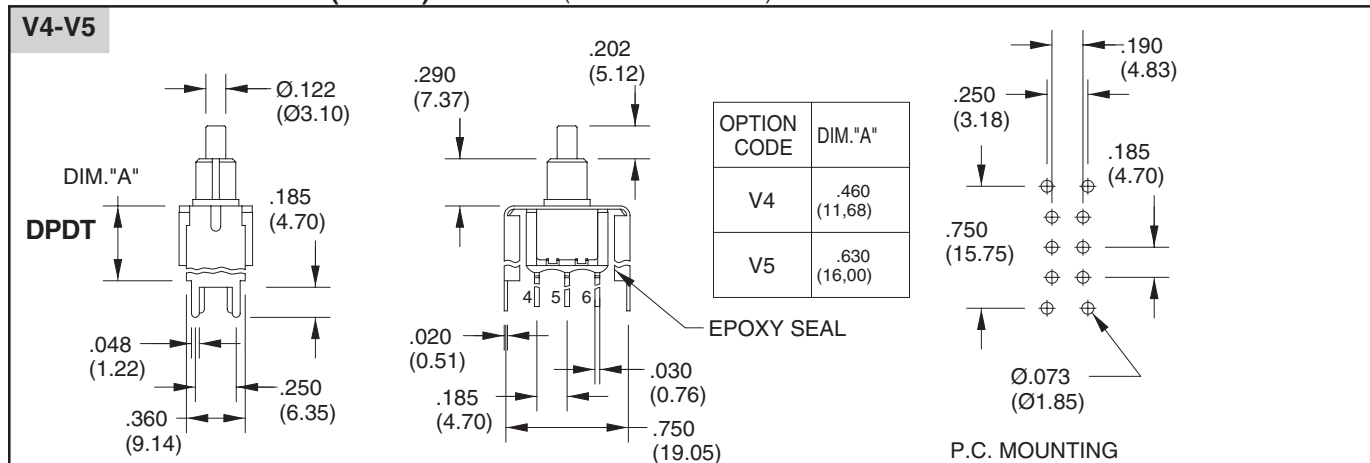 V4-V5
Ø.122
(Ø3.10)
DIM."A"
DPDT
.185
(4.70)
.048
(1.22)
.250
(6.35)
.360
(9.14)
.290
(7.37)
.202
(5.12)
4 5 6
EPOXY SEAL
.020
(0.51)
.030
(0.76)
.185
(4.70)
.750
(19.05)
OPTION CODE DIM."A"
V4 .460 (11,68)
V5 .630 (16,00)
.190
(4.83)
.250
(3.18)
.185
(4.70)
.750
(15.75)
Ø.073
(Ø1.85)
P.C. MOUNTING